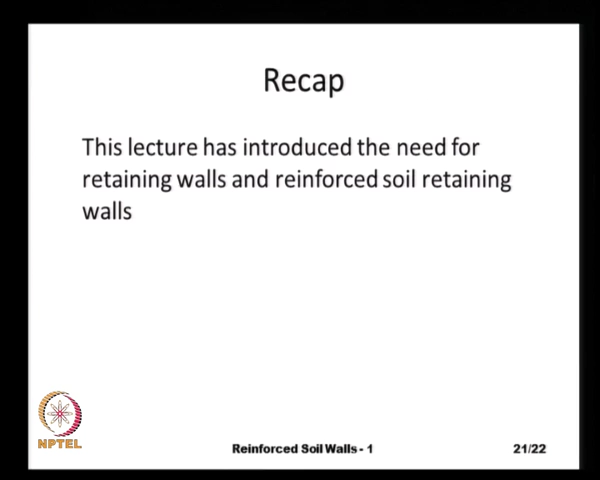 Recap
This lecture has introduced the need for
retaining walls and reinforced soil retaining
walls
NPTEL
Reinforced Soil Walls - 1
21/22